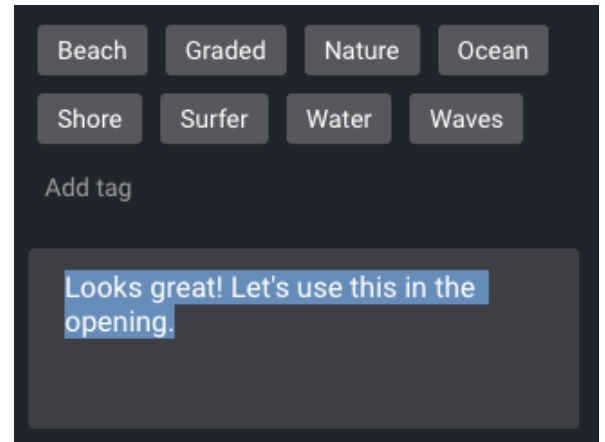 Beach Graded Nature Ocean
Shore Surfer Water Waves
Add tag
Looks great! Let's use this in the
opening.